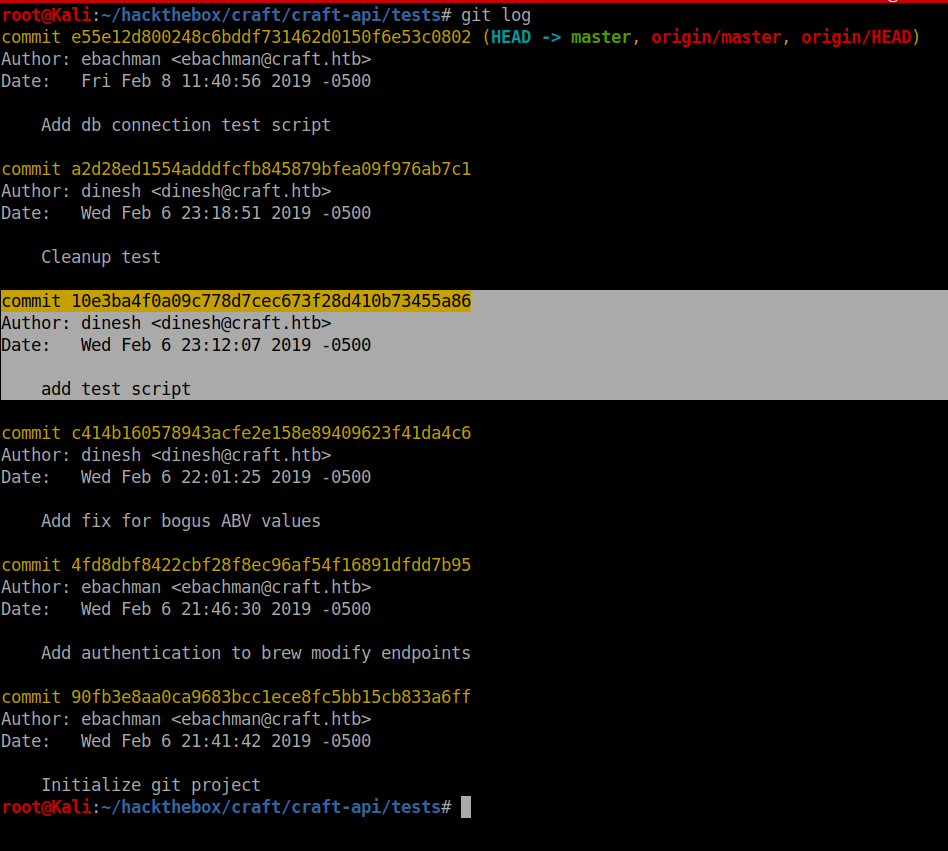 root@Kali:~/hackthebox/craft/craft-api/tests# git log
commit e55e12d800248c6bddf731462d0150f6e53c0802 (HEAD -> master, origin/master, origin/HEAD)
Author: ebachman <ebachman@craft.htb>
Date:   Fri Feb 8 11:40:56 2019 -0500
    Add db connection test script
commit a2d28ed1554adddfcfb845879bfea09f976ab7c1
Author: dinesh <dinesh@craft.htb>
Date:   Wed Feb 6 23:18:51 2019 -0500
    Cleanup test
commit 10e3ba4f0a09c778d7cec673f28d410b73455a86
Author: dinesh <dinesh@craft.htb>
Date:   Wed Feb 6 23:12:07 2019 -0500
    add test script
commit c414b160578943acfe2e158e89409623f41da4c6
Author: dinesh <dinesh@craft.htb>
Date:   Wed Feb 6 22:01:25 2019 -0500
    Add fix for bogus ABV values
commit 4fd8dbf8422cbf28f8ec96af54f16891dfdd7b95
Author: ebachman <ebachman@craft.htb>
Date:   Wed Feb 6 21:46:30 2019 -0500
    Add authentication to brew modify endpoints
commit 90fb3e8aa0ca9683bcc1ece8fc5bb15cb833a6ff
Author: ebachman <ebachman@craft.htb>
Date:   Wed Feb 6 21:41:42 2019 -0500
    Initialize git project
root@Kali:~/hackthebox/craft/craft-api/tests#